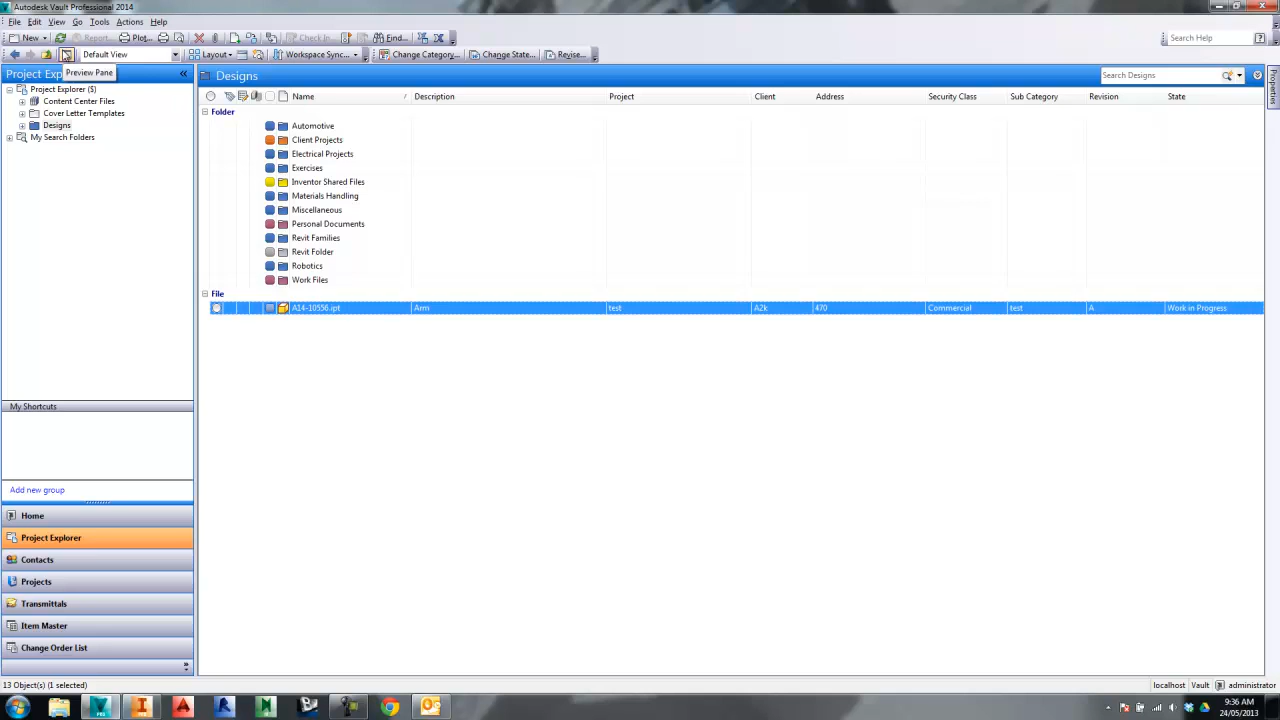 Autodesk Vault Professional 2014
File Edit View Go Tools Actions Help
New Report... Plot... Check In... Find... Search Help
Default View Layout Workspace Sync... Change Category... Change State... Revise...
Preview Pane
Project Exp
Designs
Search Designs
Properties
Project Explorer ($)
Content Center Files
Cover Letter Templates
Designs
My Search Folders
Name / Description Project Client Address Security Class Sub Category Revision State
Folder
Automotive
Client Projects
Electrical Projects
Exercises
Inventor Shared Files
Materials Handling
Miscellaneous
Personal Documents
Revit Families
Revit Folder
Robotics
Work Files
File
A14-10556.ipt Arm test A2k 470 Commercial test A Work in Progress
My Shortcuts
Add new group
Home
Project Explorer
Contacts
Projects
Transmittals
Item Master
Change Order List
13 Object(s) (1 selected)
localhost Vault administrator
9:36 AM
24/05/2013